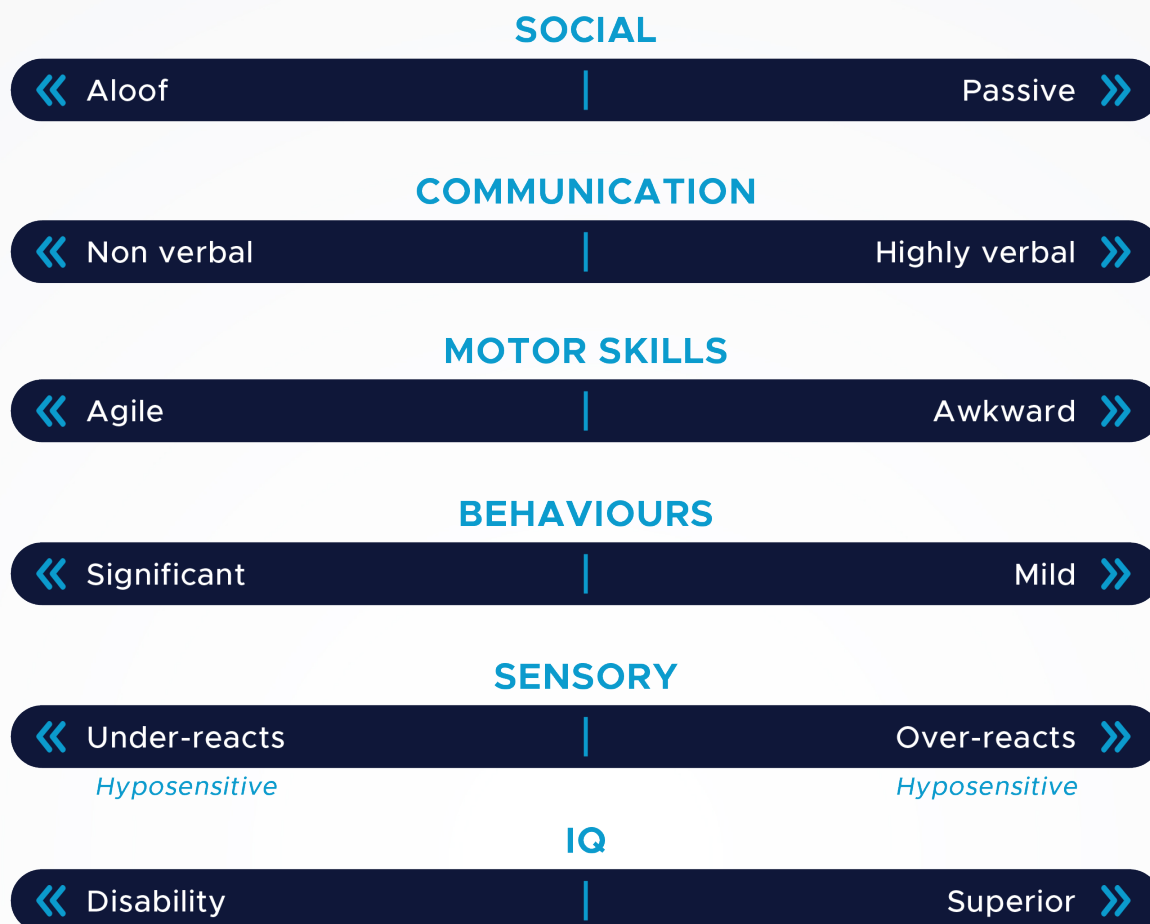 SOCIAL
Aloof Passive
COMMUNICATION
Non verbal Highly verbal
MOTOR SKILLS
Agile Awkward
BEHAVIOURS
Significant Mild
SENSORY
Under-reacts Over-reacts
Hyposensitive Hyposensitive
IQ
Disability Superior